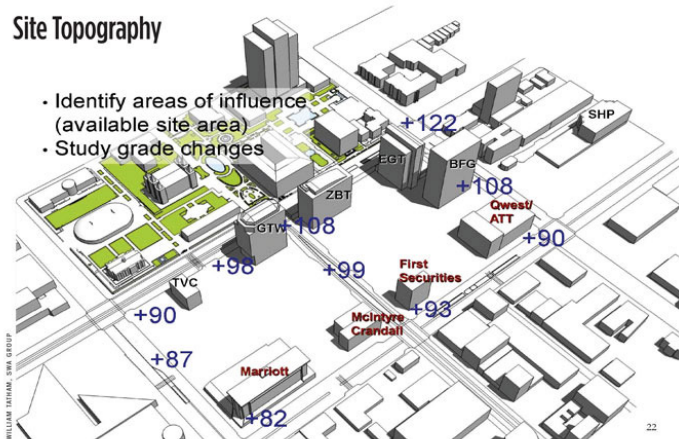 Site Topography
· Identify areas of influence
(available site area)
· Study grade changes
+122
SHP
EGT
BFG
+108
ZBT
Qwest/
ATT
GTW
+108
+90
+98
+99
First
Securities
TVC
+93
+90
McIntyre
Crandall
+87
Marriott
+82
WILLIAM TATHAM, SWA GROUP
22